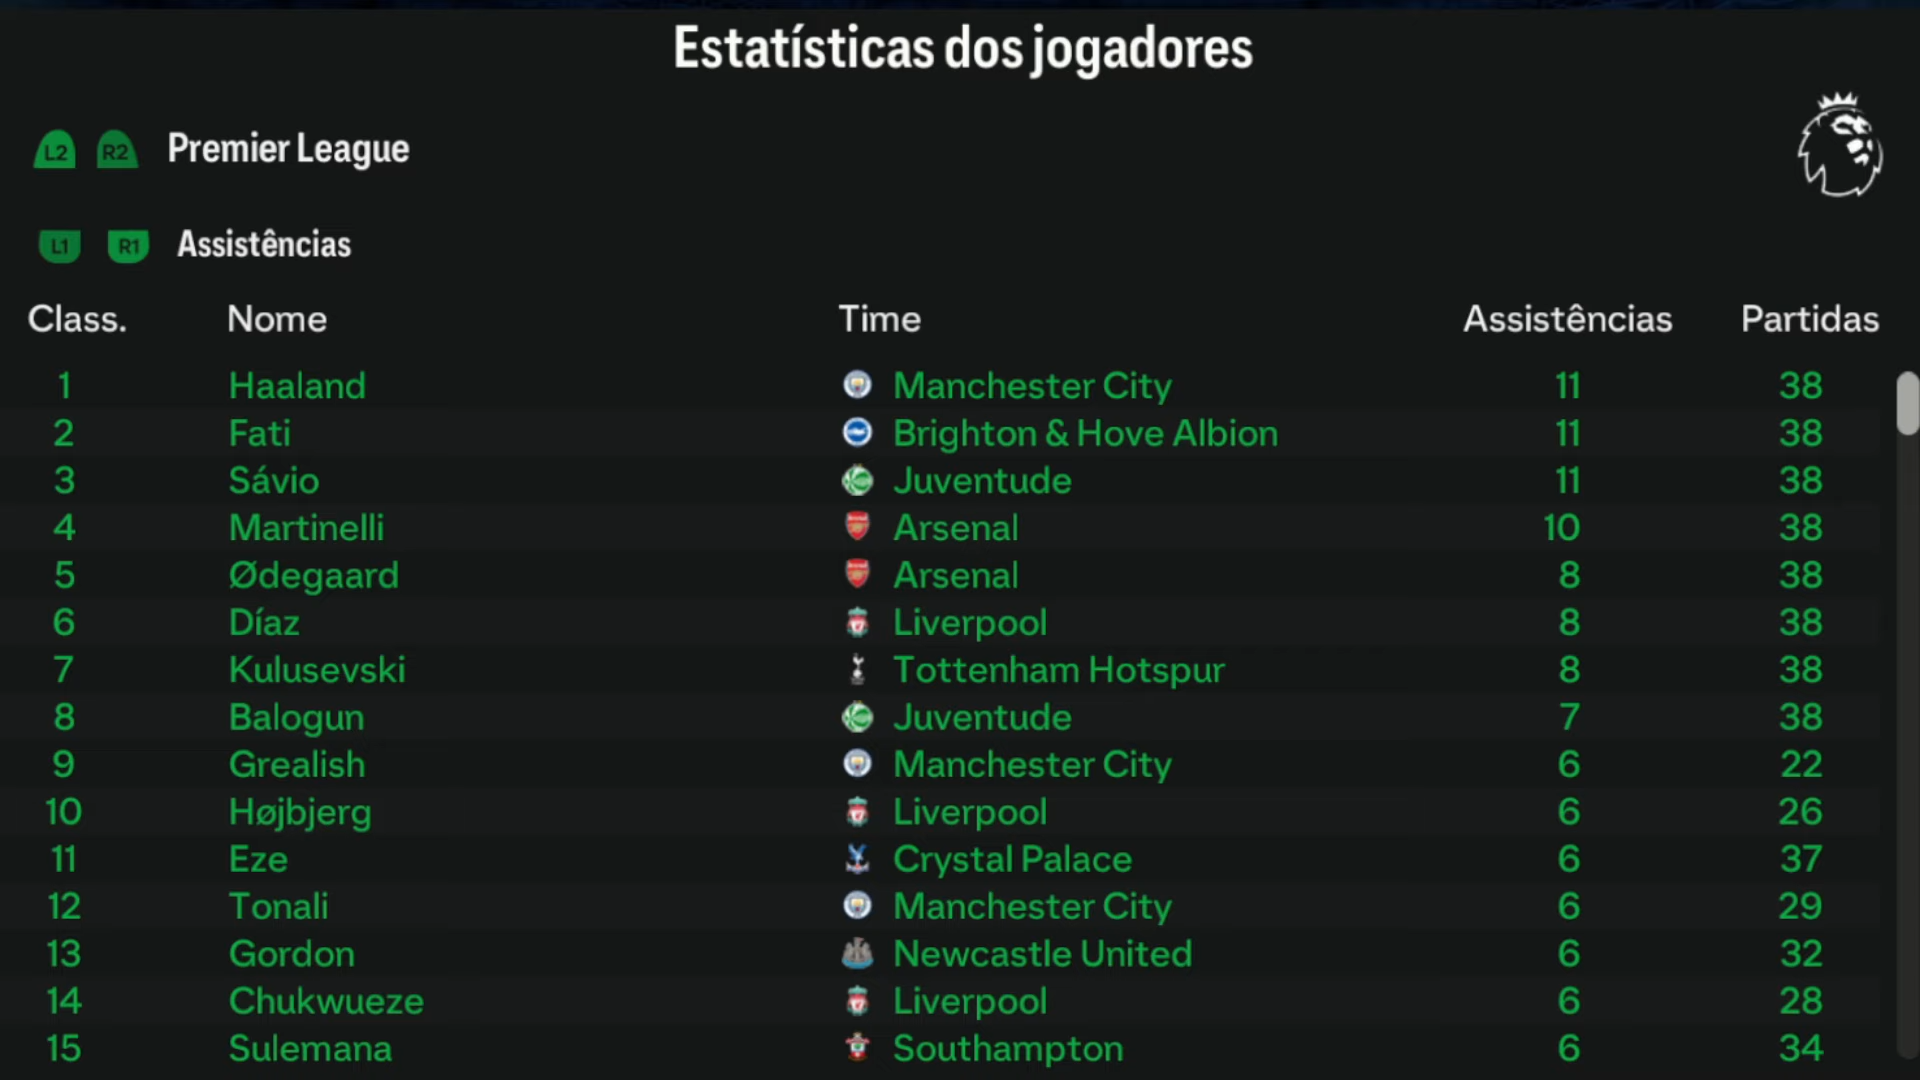 Estatísticas dos jogadores
L2 R2 Premier League
L1 R1 Assistências
Class. Nome Time Assistências Partidas
1 Haaland Manchester City 11 38
2 Fati Brighton & Hove Albion 11 38
3 Sávio Juventude 11 38
4 Martinelli Arsenal 10 38
5 Ødegaard Arsenal 8 38
6 Díaz Liverpool 8 38
7 Kulusevski Tottenham Hotspur 8 38
8 Balogun Juventude 7 38
9 Grealish Manchester City 6 22
10 Højbjerg Liverpool 6 26
11 Eze Crystal Palace 6 37
12 Tonali Manchester City 6 29
13 Gordon Newcastle United 6 32
14 Chukwueze Liverpool 6 28
15 Sulemana Southampton 6 34